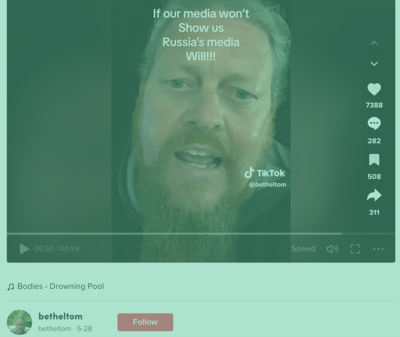 If our media won't
Show us
Russia's media
Will!!!
7388
282
TikTok
@betheltom
508
311
00:50 / 00:59
Speed
Bodies - Drowning Pool
betheltom
betheltom · 5-28
Follow